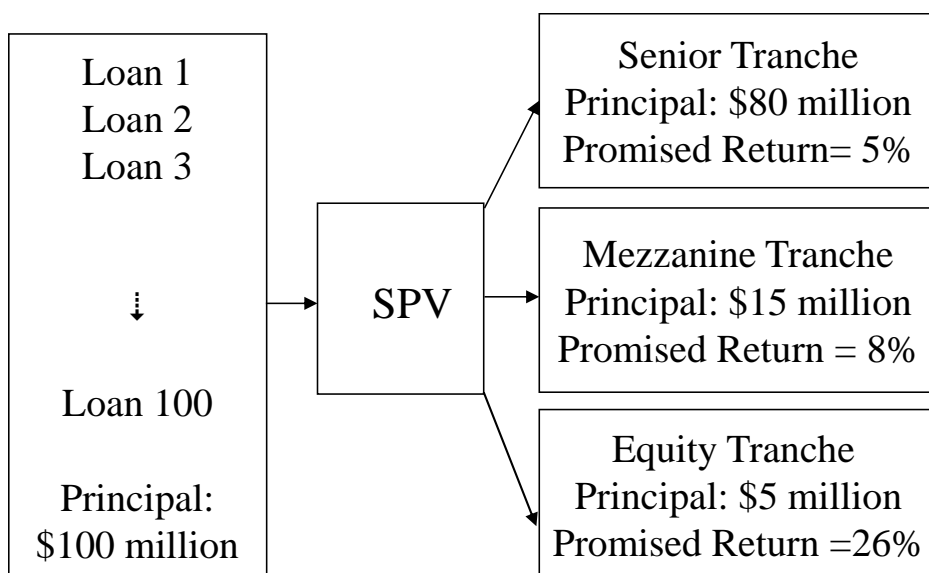 Loan 1
Loan 2
Loan 3
Loan 100
Principal:
$100 million
SPV
Senior Tranche
Principal: $80 million
Promised Return= 5%
Mezzanine Tranche
Principal: $15 million
Promised Return = 8%
Equity Tranche
Principal: $5 million
Promised Return =26%